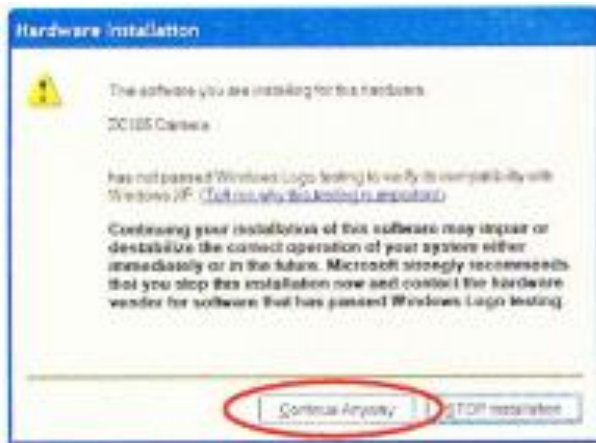 Hardware Installation
The software you are installing for this hardware:
Camera
has not passed Windows Logo testing to verify its compatibility with
Windows XP. (Tell me why this testing is important.)
Continuing your installation of this software may impair or
destabilize the correct operation of your system either
immediately or in the future. Microsoft strongly recommends
that you stop this installation now and contact the hardware
vendor for software that has passed Windows Logo testing.
Continue Anyway
STOP Installation